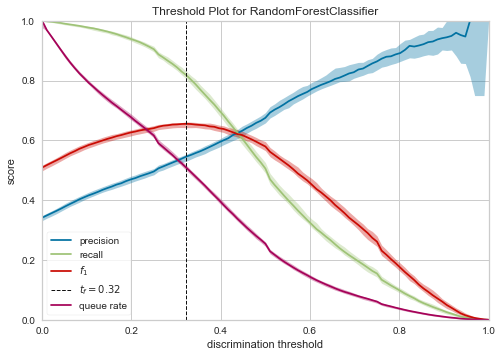 Threshold Plot for RandomForestClassifier
1.0
0.8
0.6
0.4
0.2
0.0
score
precision
recall
f1
tr = 0.32
queue rate
0.0 0.2 0.4 0.6 0.8 1.0
discrimination threshold